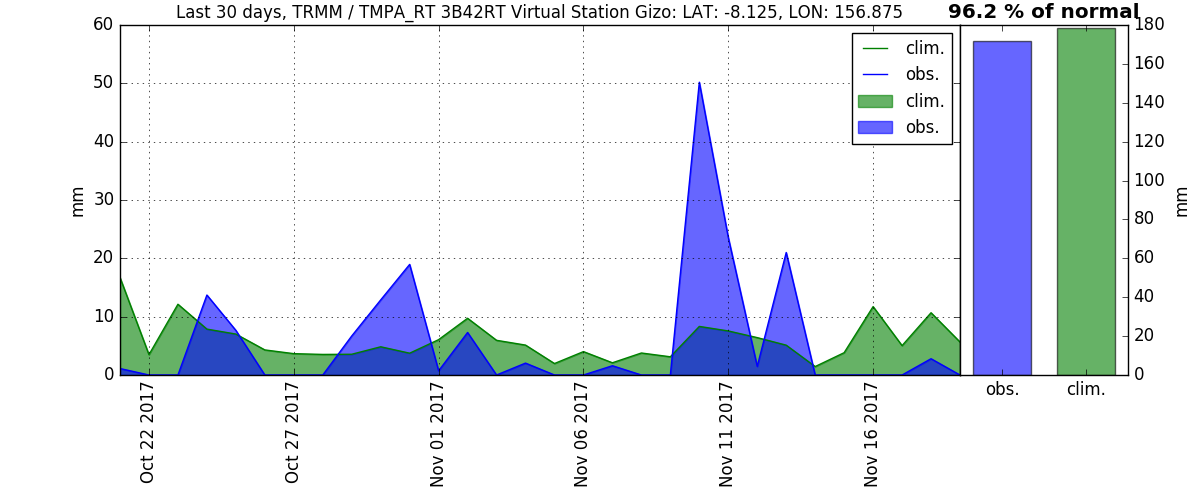 Last 30 days, TRMM / TMPA_RT 3B42RT Virtual Station Gizo: LAT: -8.125, LON: 156.875
96.2 % of normal
60
50
40
30
20
10
0
mm
clim.
obs.
clim.
obs.
Oct 22 2017
Oct 27 2017
Nov 01 2017
Nov 06 2017
Nov 11 2017
Nov 16 2017
180
160
140
120
100
80
60
40
20
0
mm
obs.
clim.